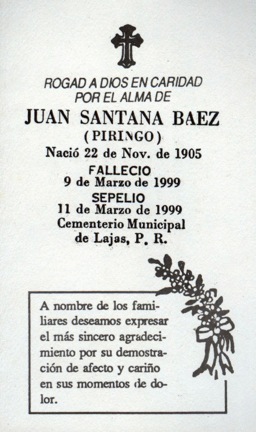 ROGAD A DIOS EN CARIDAD
POR EL ALMA DE
JUAN SANTANA BAEZ
(PIRINGO)
Nació 22 de Nov. de 1905
FALLECIO
9 de Marzo de 1999
SEPELIO
11 de Marzo de 1999
Cementerio Municipal
de Lajas, P. R.
A nombre de los fami-
liares deseamos expresar
el más sincero agradeci-
miento por su demostra-
ción de afecto y cariño
en sus momentos de do-
lor.